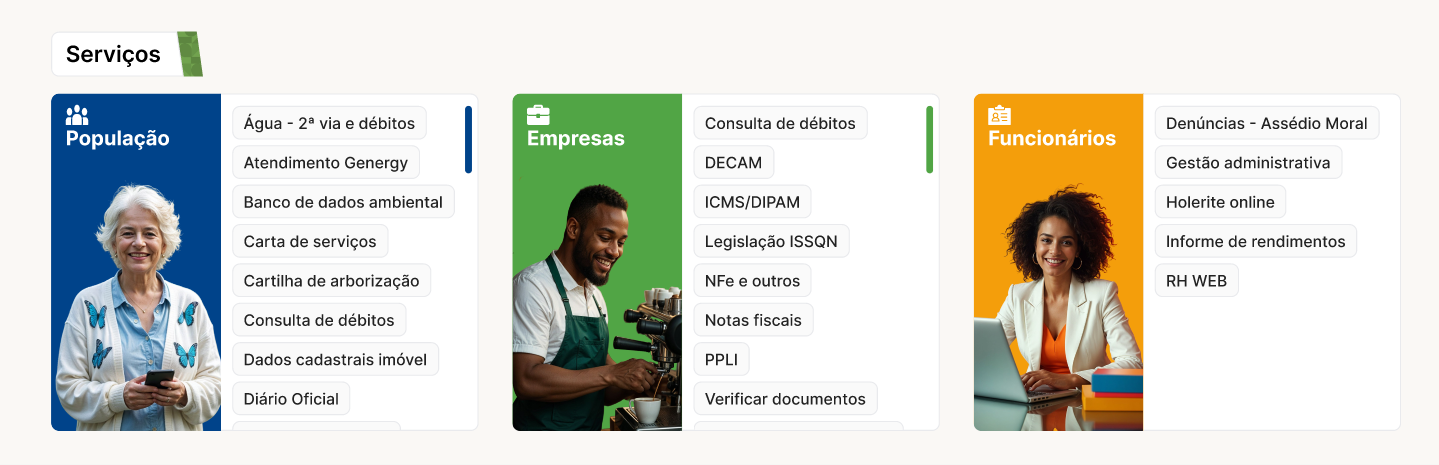 Serviços
População
Água - 2ª via e débitos
Atendimento Genergy
Banco de dados ambiental
Carta de serviços
Cartilha de arborização
Consulta de débitos
Dados cadastrais imóvel
Diário Oficial
Empresas
Consulta de débitos
DECAM
ICMS/DIPAM
Legislação ISSQN
NFe e outros
Notas fiscais
PPLI
Verificar documentos
Funcionários
Denúncias - Assédio Moral
Gestão administrativa
Holerite online
Informe de rendimentos
RH WEB